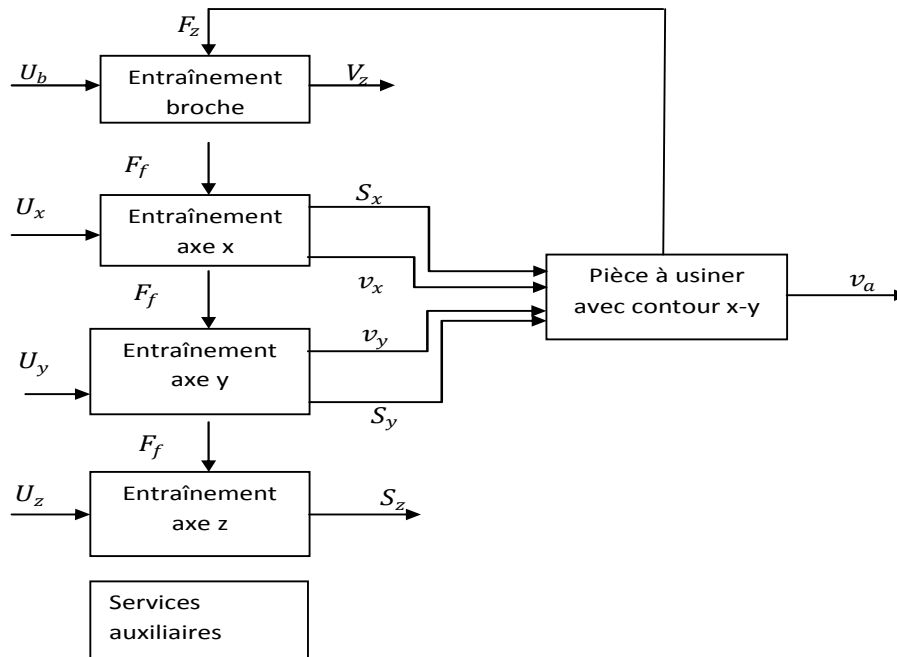 F_z
U_b
Entraînement
broche
V_z
F_f
U_x
Entraînement
axe x
S_x
v_x
Pièce à usiner
avec contour x-y
v_a
F_f
U_y
Entraînement
axe y
v_y
S_y
F_f
U_z
Entraînement
axe z
S_z
Services
auxiliaires